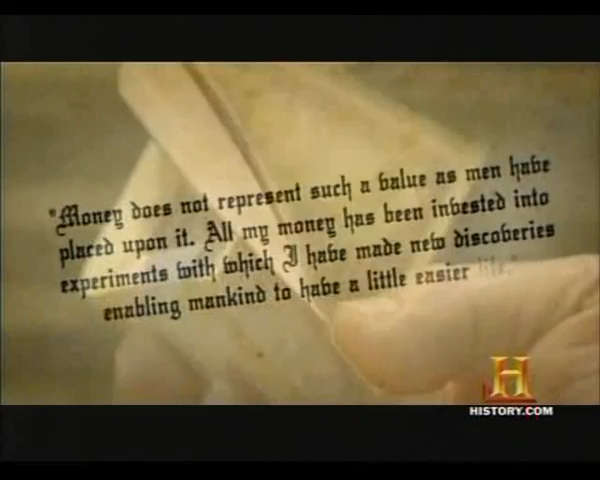 "Money does not represent such a value as men have
placed upon it. All my money has been invested into
experiments with which I have made new discoveries
enabling mankind to have a little easier life."
H
HISTORY.COM